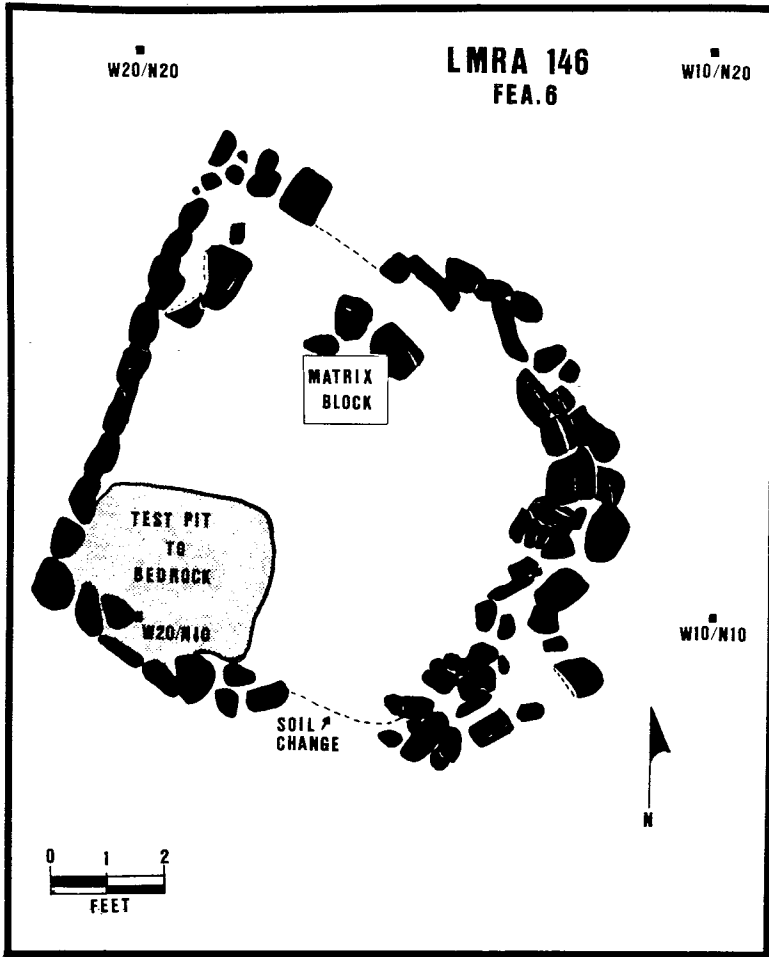 W20/N20
LMRA 146
FEA.6
W10/N20
MATRIX
BLOCK
TEST PIT
TO
BEDROCK
W20/N10
W10/N10
SOIL
CHANGE
N
0 1 2
FEET